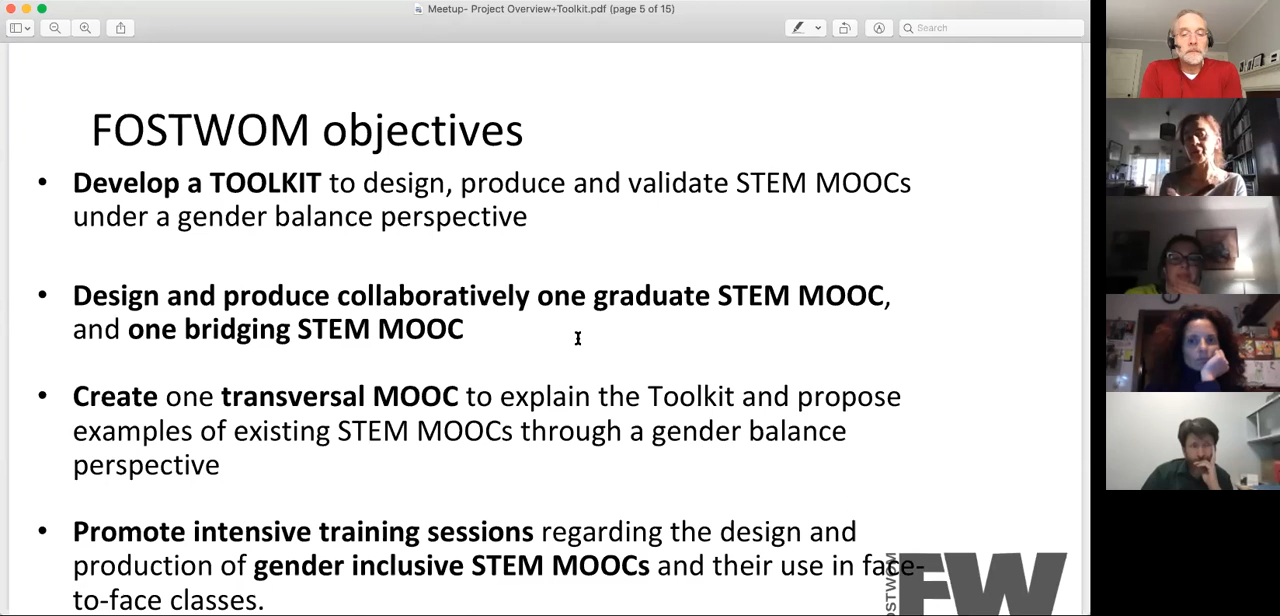 Meetup- Project Overview+Toolkit.pdf (page 5 of 15)
Search
FOSTWOM objectives
• Develop a TOOLKIT to design, produce and validate STEM MOOCs
under a gender balance perspective
• Design and produce collaboratively one graduate STEM MOOC,
and one bridging STEM MOOC
• Create one transversal MOOC to explain the Toolkit and propose
examples of existing STEM MOOCs through a gender balance
perspective
• Promote intensive training sessions regarding the design and
production of gender inclusive STEM MOOCs and their use in face-
to-face classes.
FOSTWOM
FW